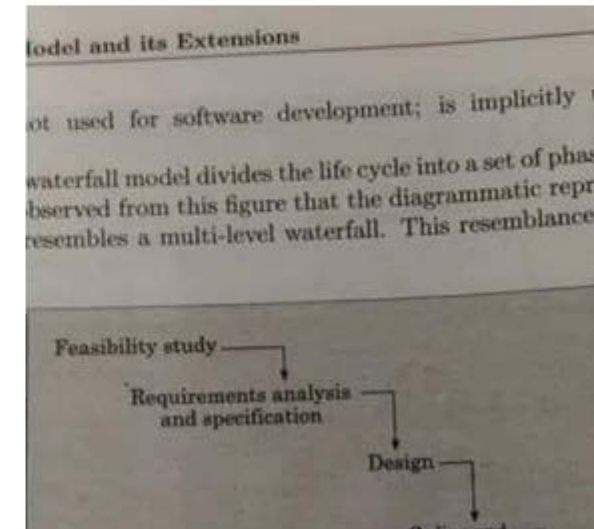 odel and its Extensions
ot used for software development; is implicitly
waterfall model divides the life cycle into a set of phas
bserved from this figure that the diagrammatic repr
resembles a multi-level waterfall. This resemblance
Feasibility study
Requirements analysis
and specification
Design